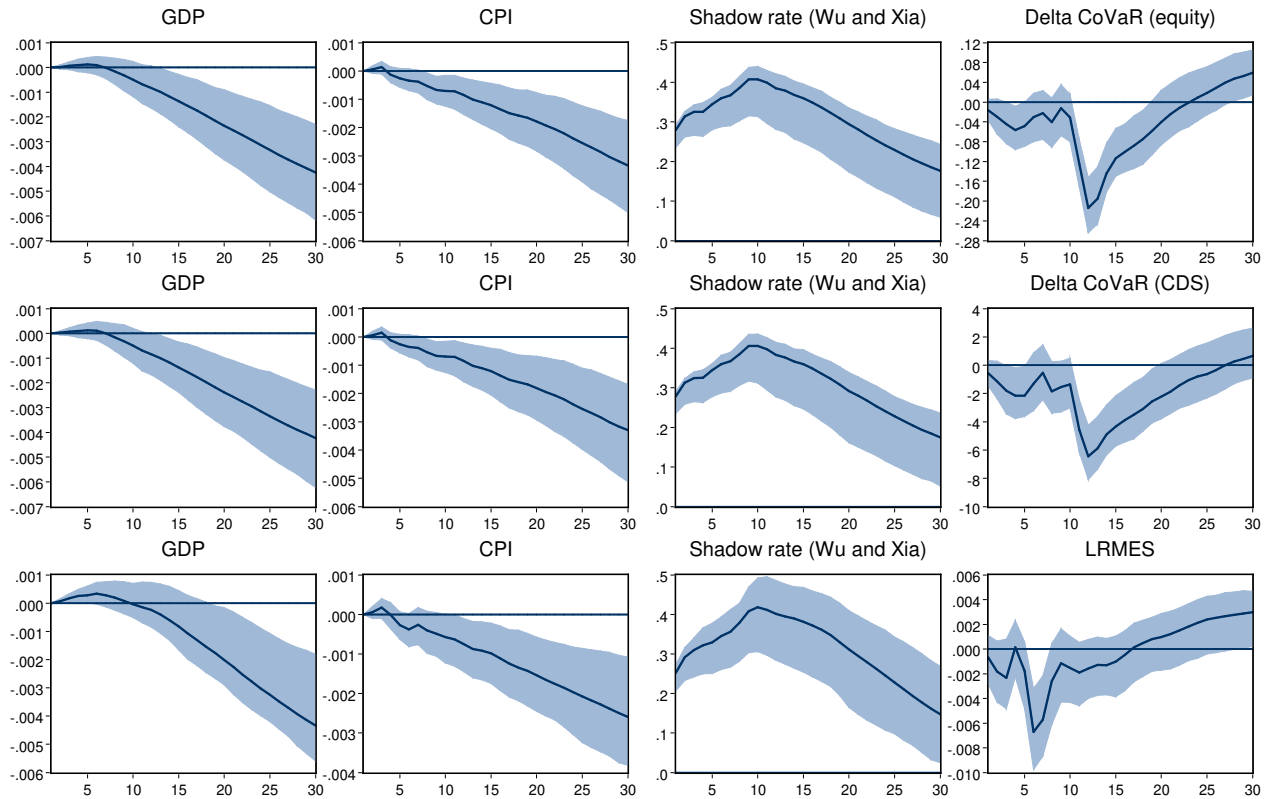 GDP CPI Shadow rate (Wu and Xia) Delta CoVaR (equity)
.001 .001 .5 .12
.000 .000 .4 .08
-.001 -.001 .3 .04
-.002 -.002 .2 .00
-.003 -.003 .1 -.04
-.004 -.004 .0 -.08
-.005 -.005 -.12
-.006 -.006 -.16
-.007 -.20
-.24
-.28
5 10 15 20 25 30 5 10 15 20 25 30 5 10 15 20 25 30 5 10 15 20 25 30
GDP CPI Shadow rate (Wu and Xia) Delta CoVaR (CDS)
.001 .001 .5 4
.000 .000 .4 2
-.001 -.001 .3 0
-.002 -.002 .2 -2
-.003 -.003 .1 -4
-.004 -.004 .0 -6
-.005 -.005 -8
-.006 -.006 -10
-.007
5 10 15 20 25 30 5 10 15 20 25 30 5 10 15 20 25 30 5 10 15 20 25 30
GDP CPI Shadow rate (Wu and Xia) LRMES
.001 .001 .5 .006
.000 .000 .4 .004
-.001 -.001 .3 .002
-.002 -.002 .2 .000
-.003 -.003 .1 -.002
-.004 -.004 .0 -.004
-.005 -.006
-.006 -.008
-.010
5 10 15 20 25 30 5 10 15 20 25 30 5 10 15 20 25 30 5 10 15 20 25 30